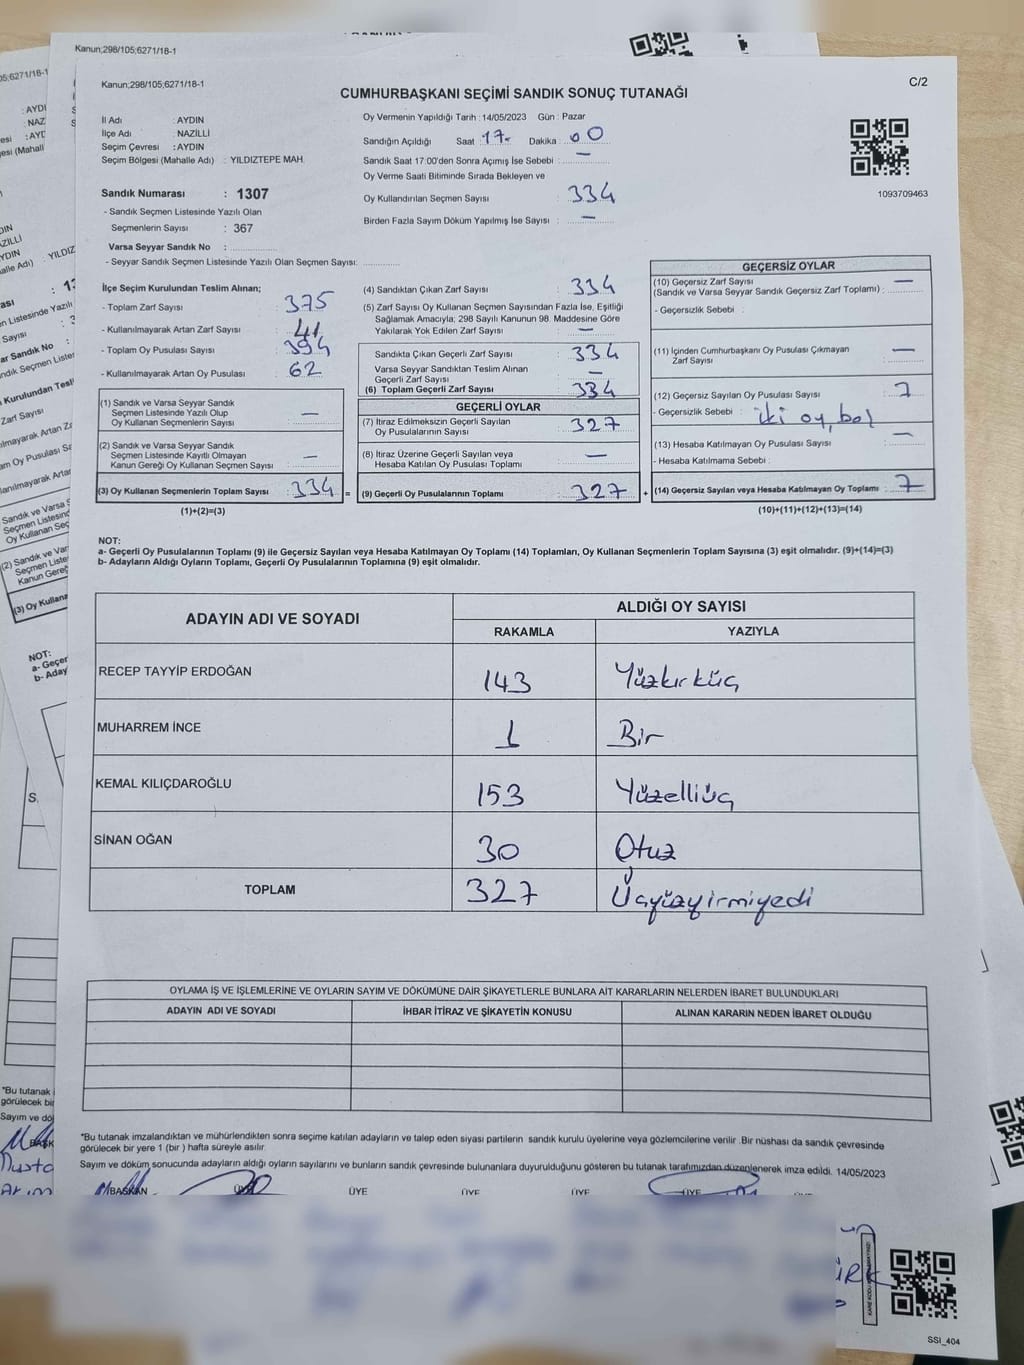 Kanun;298/105;6271/18-1
Kanun;298/105;6271/18-1
C/2
CUMHURBAŞKANI SEÇİMİ SANDIK SONUÇ TUTANAĞI
İl Adı : AYDIN
İlçe Adı : NAZİLLİ
Seçim Çevresi : AYDIN
Seçim Bölgesi (Mahalle Adı) : YILDIZTEPE MAH.
Oy Vermenin Yapıldığı Tarih : 14/05/2023 Gün : Pazar
Sandığın Açıldığı Saat : 17 Dakika : 00
Sandık Saat 17:00'den Sonra Açımış İse Sebebi : —
Oy Verme Saati Bitiminde Sırada Bekleyen ve
Oy Kullandırılan Seçmen Sayısı : 334
Birden Fazla Sayım Döküm Yapılmış İse Sayısı : —
1093709463
Sandık Numarası : 1307
- Sandık Seçmen Listesinde Yazılı Olan
Seçmenlerin Sayısı : 367
Varsa Seyyar Sandık No :
- Seyyar Sandık Seçmen Listesinde Yazılı Olan Seçmen Sayısı:
İlçe Seçim Kurulundan Teslim Alınan;
- Toplam Zarf Sayısı : 375
- Kullanılmayarak Artan Zarf Sayısı : 41
- Toplam Oy Pusulası Sayısı : 394
- Kullanılmayarak Artan Oy Pusulası : 62
(1) Sandık ve Varsa Seyyar Sandık
Seçmen Listesinde Yazılı Olup
Oy Kullanan Seçmenlerin Sayısı : —
(2) Sandık ve Varsa Seyyar Sandık
Seçmen Listesinde Kayıtlı Olmayan
Kanun Gereği Oy Kullanan Seçmen Sayısı : —
(3) Oy Kullanan Seçmenlerin Toplam Sayısı : 334 =
(1)+(2)=(3)
(4) Sandıktan Çıkan Zarf Sayısı : 334
(5) Zarf Sayısı Oy Kullanan Seçmen Sayısından Fazla İse, Eşitliği
Sağlamak Amacıyla; 298 Sayılı Kanunun 98. Maddesine Göre
Yakılarak Yok Edilen Zarf Sayısı : —
Sandıkta Çıkan Geçerli Zarf Sayısı : 334
Varsa Seyyar Sandıktan Teslim Alınan
Geçerli Zarf Sayısı : —
(6) Toplam Geçerli Zarf Sayısı : 334
GEÇERLİ OYLAR
(7) İtiraz Edilmeksizin Geçerli Sayılan
Oy Pusulalarının Sayısı : 327
(8) İtiraz Üzerine Geçerli Sayılan veya
Hesaba Katılan Oy Pusulası Toplamı : —
(9) Geçerli Oy Pusulalarının Toplamı : 327 +
GEÇERSİZ OYLAR
(10) Geçersiz Zarf Sayısı
(Sandık ve Varsa Seyyar Sandık Geçersiz Zarf Toplamı) : —
- Geçersizlik Sebebi :
(11) İçinden Cumhurbaşkanı Oy Pusulası Çıkmayan
Zarf Sayısı : —
(12) Geçersiz Sayılan Oy Pusulası Sayısı : 7
- Geçersizlik Sebebi : iki oy, boş
(13) Hesaba Katılmayan Oy Pusulası Sayısı : —
- Hesaba Katılmama Sebebi :
(14) Geçersiz Sayılan veya Hesaba Katılmayan Oy Toplamı : 7
(10)+(11)+(12)+(13)=(14)
NOT:
a- Geçerli Oy Pusulalarının Toplamı (9) ile Geçersiz Sayılan veya Hesaba Katılmayan Oy Toplamı (14) Toplamları, Oy Kullanan Seçmenlerin Toplam Sayısına (3) eşit olmalıdır. (9)+(14)=(3)
b- Adayların Aldığı Oyların Toplamı, Geçerli Oy Pusulalarının Toplamına (9) eşit olmalıdır.
ADAYIN ADI VE SOYADI ALDIĞI OY SAYISI
RAKAMLA YAZIYLA
RECEP TAYYİP ERDOĞAN 143 Yüzkırküç
MUHARREM İNCE 1 Bir
KEMAL KILIÇDAROĞLU 153 Yüzelliüç
SİNAN OĞAN 30 Otuz
TOPLAM 327 Üçyüzyirmiyedi
OYLAMA İŞ VE İŞLEMLERİNE VE OYLARIN SAYIM VE DÖKÜMÜNE DAİR ŞİKAYETLERLE BUNLARA AİT KARARLARIN NELERDEN İBARET BULUNDUKLARI
ADAYIN ADI VE SOYADI İHBAR İTİRAZ VE ŞİKAYETİN KONUSU ALINAN KARARIN NEDEN İBARET OLDUĞU
*Bu tutanak imzalandıktan ve mühürlendikten sonra seçime katılan adayların ve talep eden siyasi partilerin sandık kurulu üyelerine veya gözlemcilerine verilir .Bir nüshası da sandık çevresinde
görülecek bir yere 1 (bir ) hafta süreyle asılır.
Sayım ve döküm sonucunda adayların aldığı oyların sayılarını ve bunların sandık çevresinde bulunanlara duyurulduğunu gösteren bu tutanak tarafımızdan düzenlenerek imza edildi. 14/05/2023
BAŞKAN ÜYE ÜYE ÜYE ÜYE ÜYE ÜYE
SSI_404